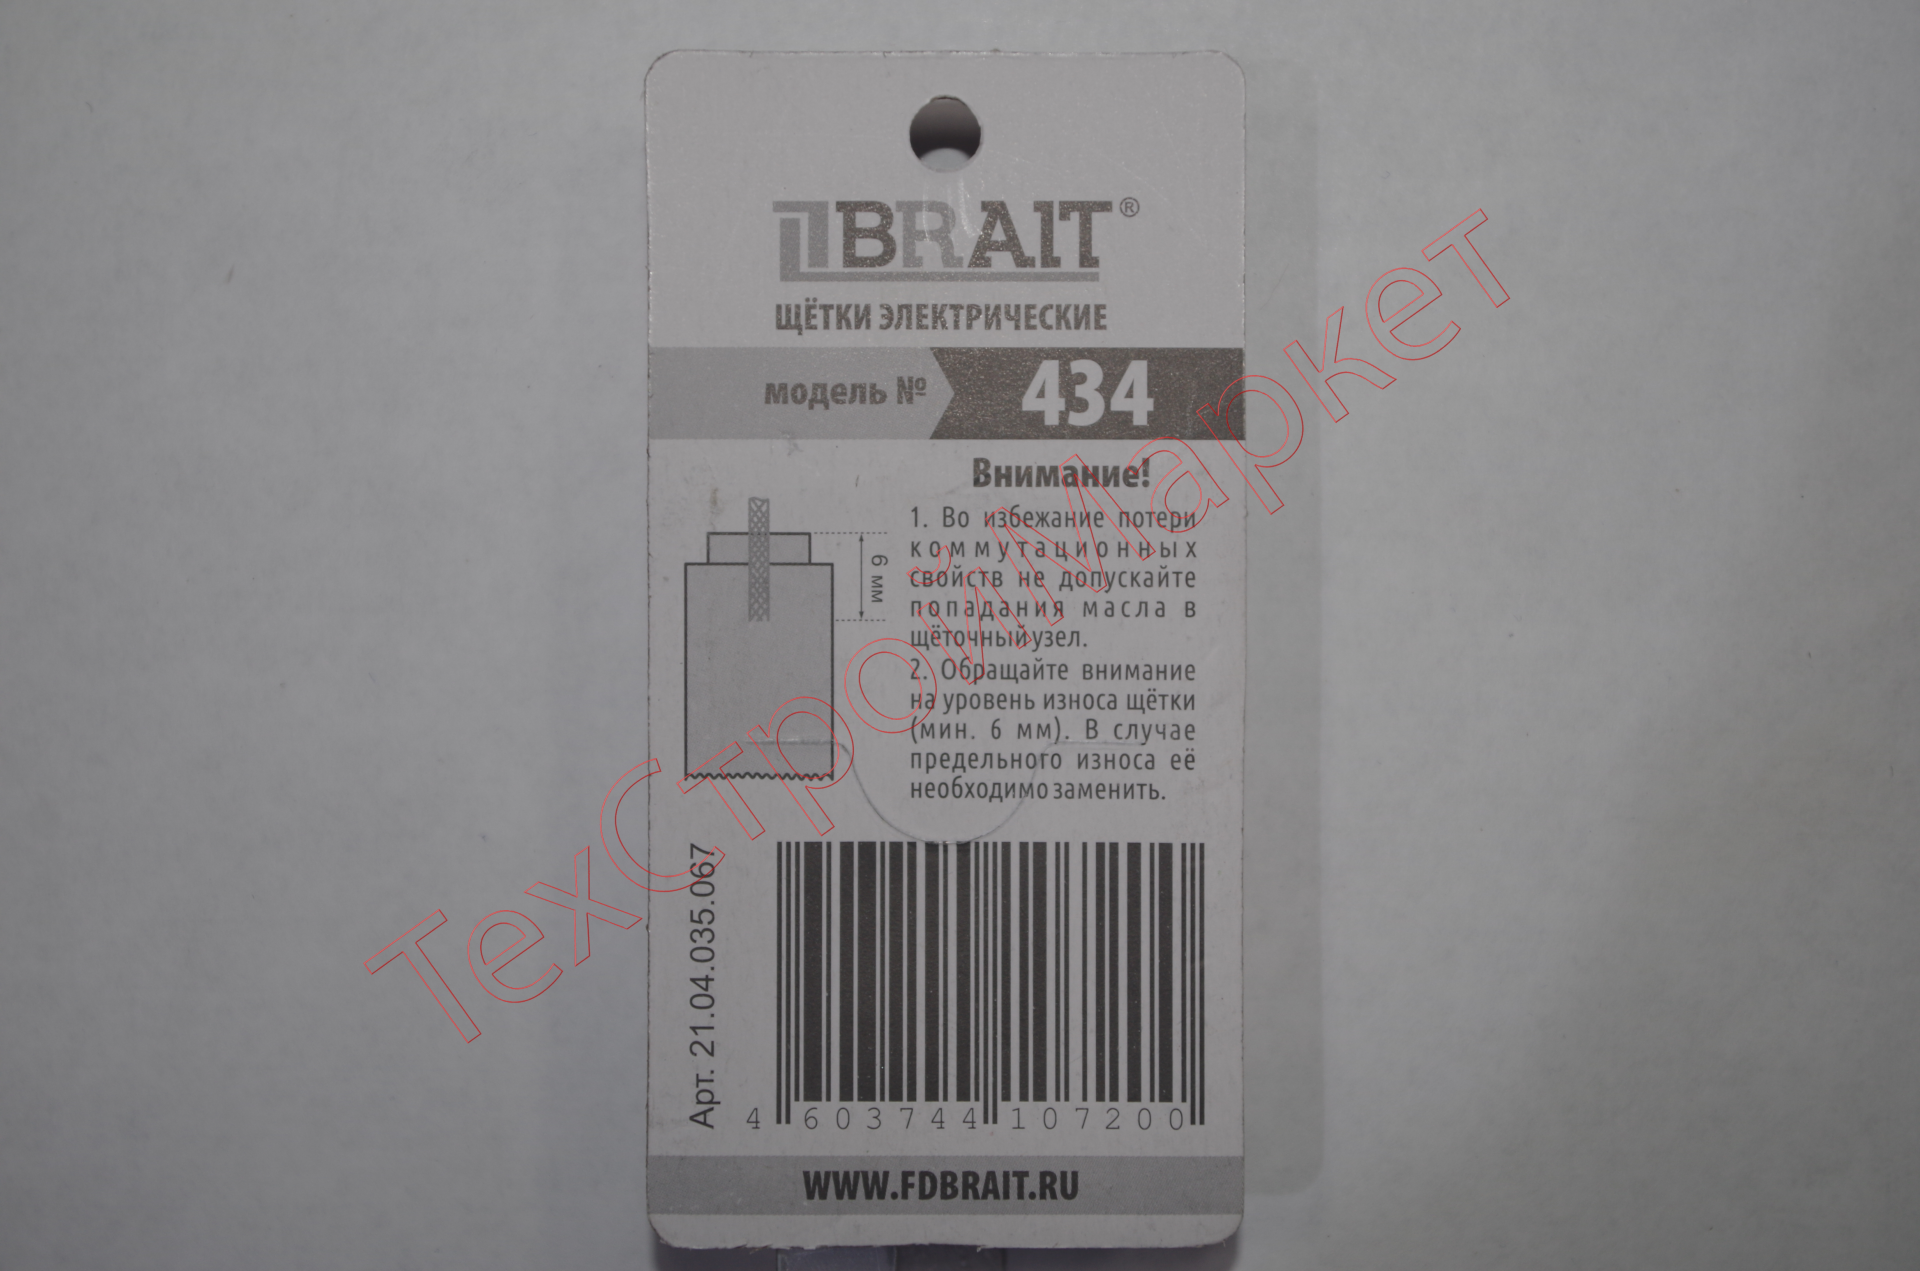 BRAIT®
ЩЁТКИ ЭЛЕКТРИЧЕСКИЕ
модель № 434
Внимание!
1. Во избежание потери
коммутационных
свойств не допускайте
попадания масла в
щёточный узел.
2. Обращайте внимание
на уровень износа щётки
(мин. 6 мм). В случае
предельного износа её
необходимо заменить.
6 мм
Арт. 21.04.035.067
4 603744 107200
WWW.FDBRAIT.RU
ТехСтройМаркет